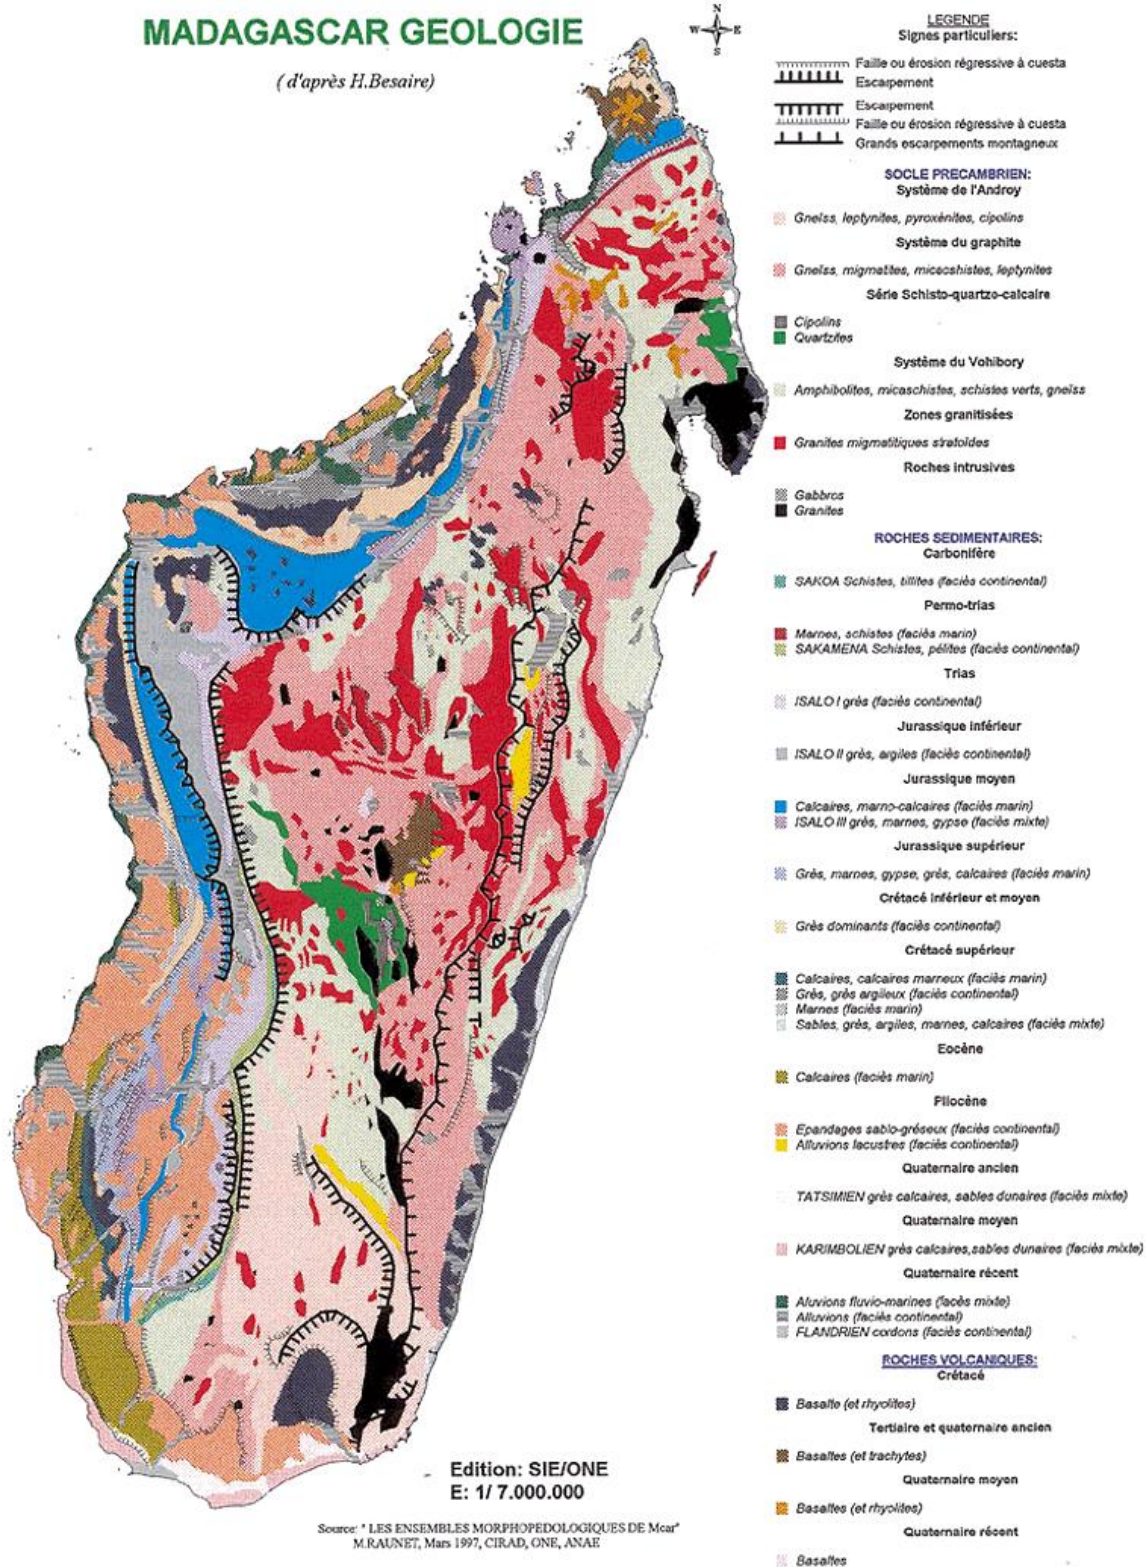 MADAGASCAR GEOLOGIE
( d'après H.Besaire)
N
W E
S
LEGENDE
Signes particuliers:
Faille ou érosion régressive à cuesta
Escarpement
Escarpement
Faille ou érosion régressive à cuesta
Grands escarpements montagneux
SOCLE PRECAMBRIEN:
Système de l'Androy
Gneïss, leptynites, pyroxénites, cipolins
Système du graphite
Gneïss, migmatites, micaschistes, leptynites
Série Schisto-quartzo-calcaire
Cipolins
Quartzites
Système du Vohibory
Amphibolites, micaschistes, schistes verts, gneïss
Zones granitisées
Granites migmatitiques stratoïdes
Roches intrusives
Gabbros
Granites
ROCHES SEDIMENTAIRES:
Carbonifère
SAKOA Schistes, tillites (faciès continental)
Permo-trias
Marnes, schistes (faciès marin)
SAKAMENA Schistes, pélites (faciès continental)
Trias
ISALO I grès (faciès continental)
Jurassique inférieur
ISALO II grès, argiles (faciès continental)
Jurassique moyen
Calcaires, marno-calcaires (faciès marin)
ISALO III grès, marnes, gypse (faciès mixte)
Jurassique supérieur
Grès, marnes, gypse, grès, calcaires (faciès marin)
Crétacé inférieur et moyen
Grès dominants (faciès continental)
Crétacé supérieur
Calcaires, calcaires marneux (faciès marin)
Grès, grès argileux (faciès continental)
Marnes (faciès marin)
Sables, grès, argiles, marnes, calcaires (faciès mixte)
Eocène
Calcaires (faciès marin)
Pliocène
Epandages sablo-gréseux (faciès continental)
Alluvions lacustres (faciès continental)
Quaternaire ancien
TATSIMIEN grès calcaires, sables dunaires (faciès mixte)
Quaternaire moyen
KARIMBOLIEN grès calcaires,sables dunaires (faciès mixte)
Quaternaire récent
Aluvions fluvio-marines (facès mixte)
Alluvions (faciès continental)
FLANDRIEN cordons (faciès continental)
ROCHES VOLCANIQUES:
Crétacé
Basalte (et rhyolites)
Tertiaire et quaternaire ancien
Basaltes (et trachytes)
Quaternaire moyen
Basaltes (et rhyolites)
Quaternaire récent
Basaltes
Edition: SIE/ONE
E: 1/ 7.000.000
Source: " LES ENSEMBLES MORPHOPEDOLOGIQUES DE Mcar"
M.RAUNET, Mars 1997, CIRAD, ONE, ANAE